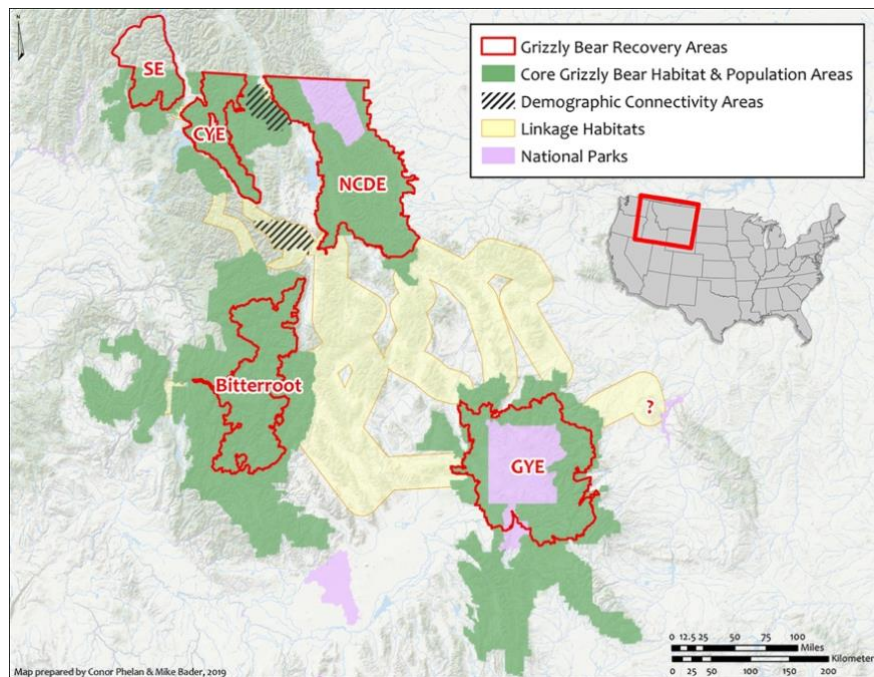 Grizzly Bear Recovery Areas
Core Grizzly Bear Habitat & Population Areas
Demographic Connectivity Areas
Linkage Habitats
National Parks
SE
CYE
NCDE
Bitterroot
?
GYE
0 12.5 25 50 75 100
Miles
Kilometers
0 25 50 100 150 200
Map prepared by Conor Phelan & Mike Bader, 2019